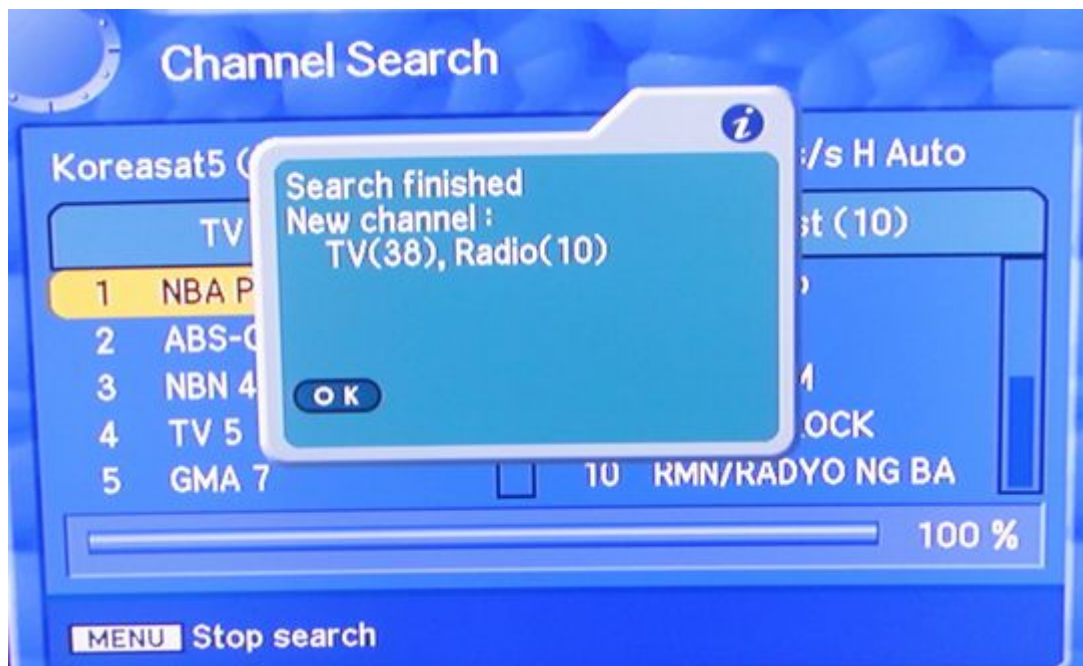 Channel Search
Koreasat5 (
/s H Auto
Search finished
New channel :
TV(38), Radio(10)
OK
TV
st (10)
1 NBA P
2 ABS-C
3 NBN 4
4 TV 5
OCK
5 GMA 7
10 RMN/RADYO NG BA
100 %
MENU Stop search